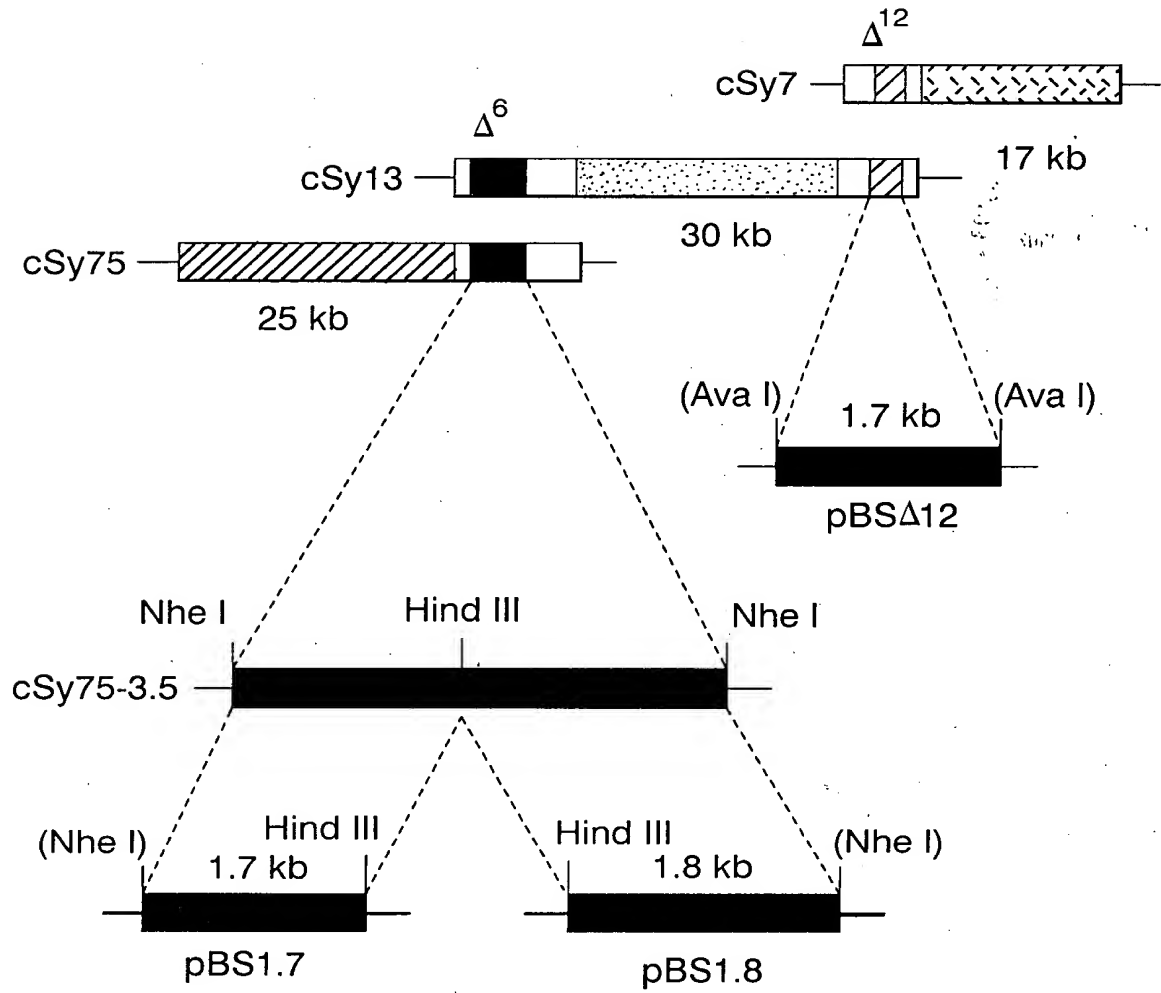 Δ12
cSy7
Δ6
17 kb
cSy13
30 kb
cSy75
25 kb
(Ava I)
(Ava I)
1.7 kb
pBSΔ12
Nhe I
Hind III
Nhe I
cSy75-3.5
(Nhe I)
Hind III
1.7 kb
Hind III
1.8 kb
(Nhe I)
pBS1.7
pBS1.8